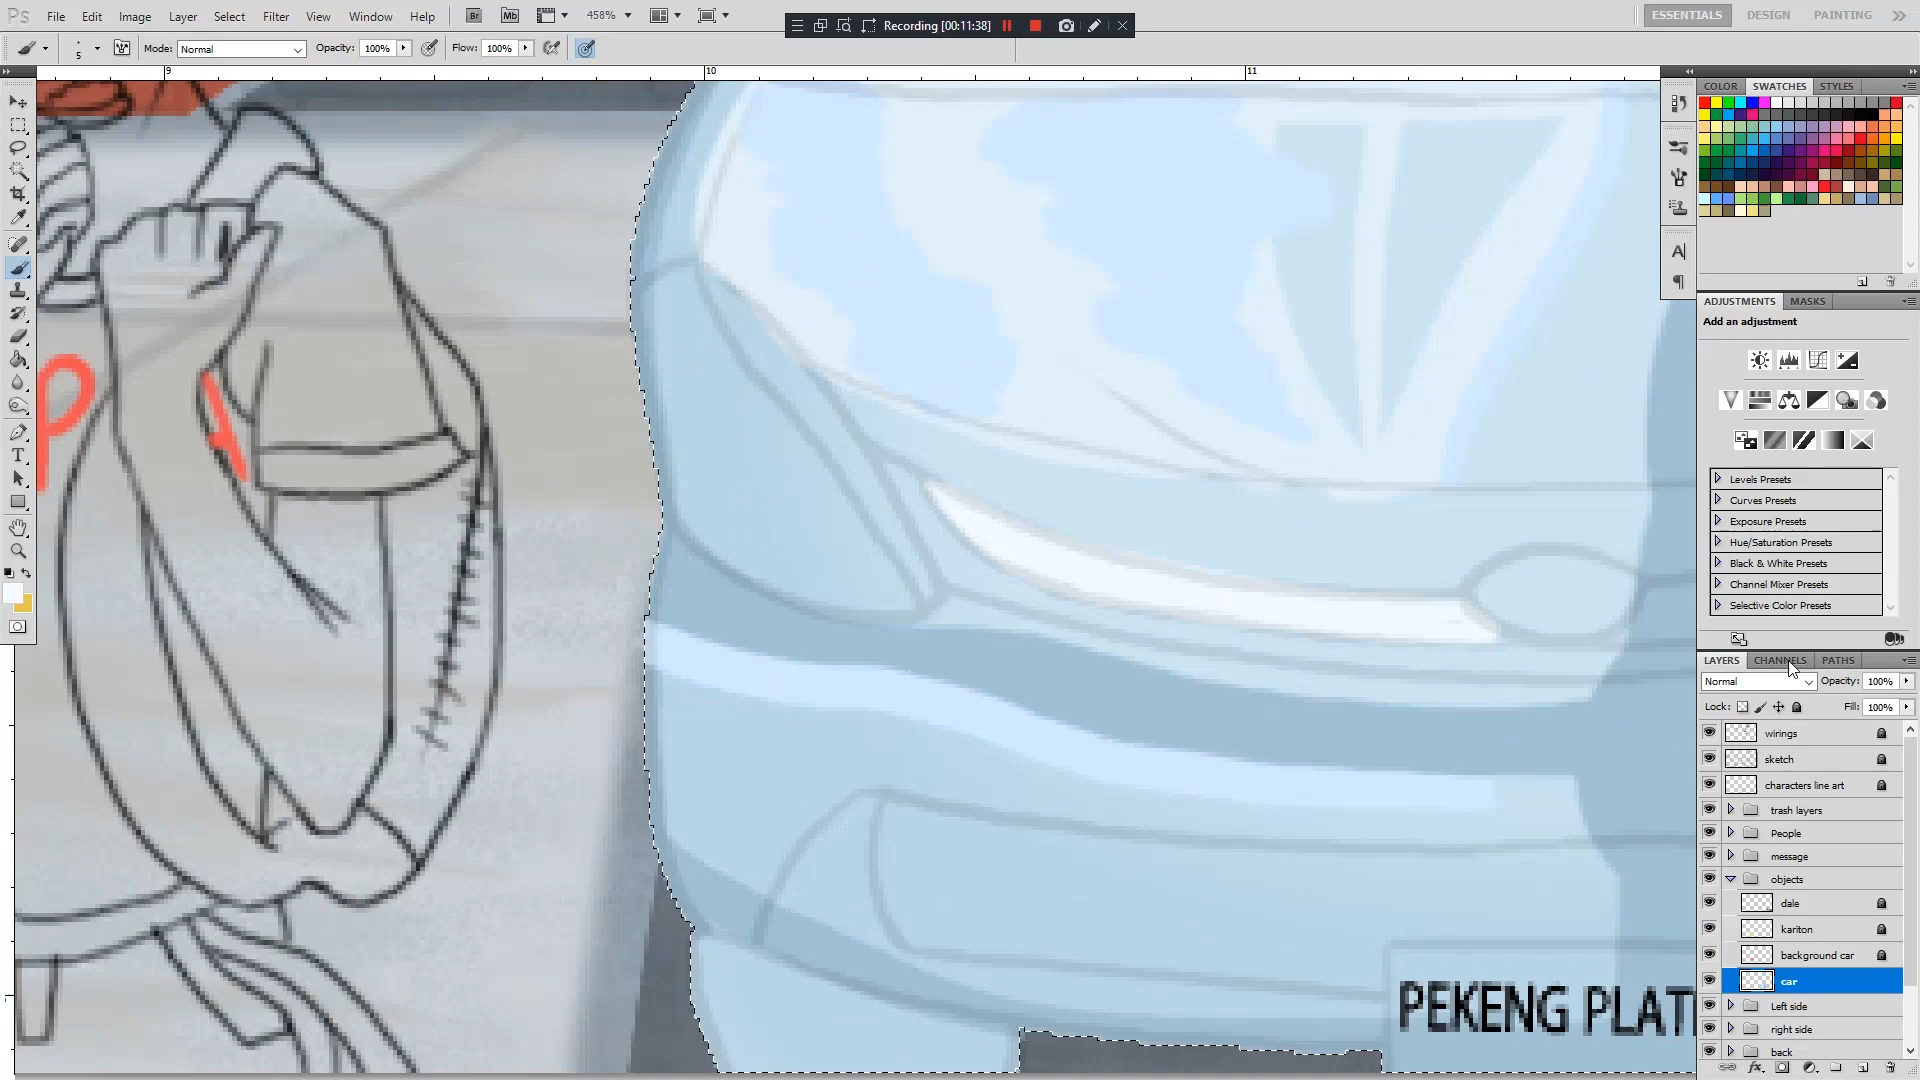 Ps File Edit Image Layer Select Filter View Window Help Br Mb 458%
Recording [00:11:38]
ESSENTIALS DESIGN PAINTING
5 Mode: Normal Opacity: 100% Flow: 100%
9 10 11
COLOR SWATCHES STYLES
ADJUSTMENTS MASKS
Add an adjustment
Levels Presets
Curves Presets
Exposure Presets
Hue/Saturation Presets
Black & White Presets
Channel Mixer Presets
Selective Color Presets
LAYERS CHANNELS PATHS
Normal Opacity: 100%
Lock: Fill: 100%
wirings
sketch
characters line art
trash layers
People
message
objects
dale
kariton
background car
car
Left side
right side
back
P
PEKENG PLAT